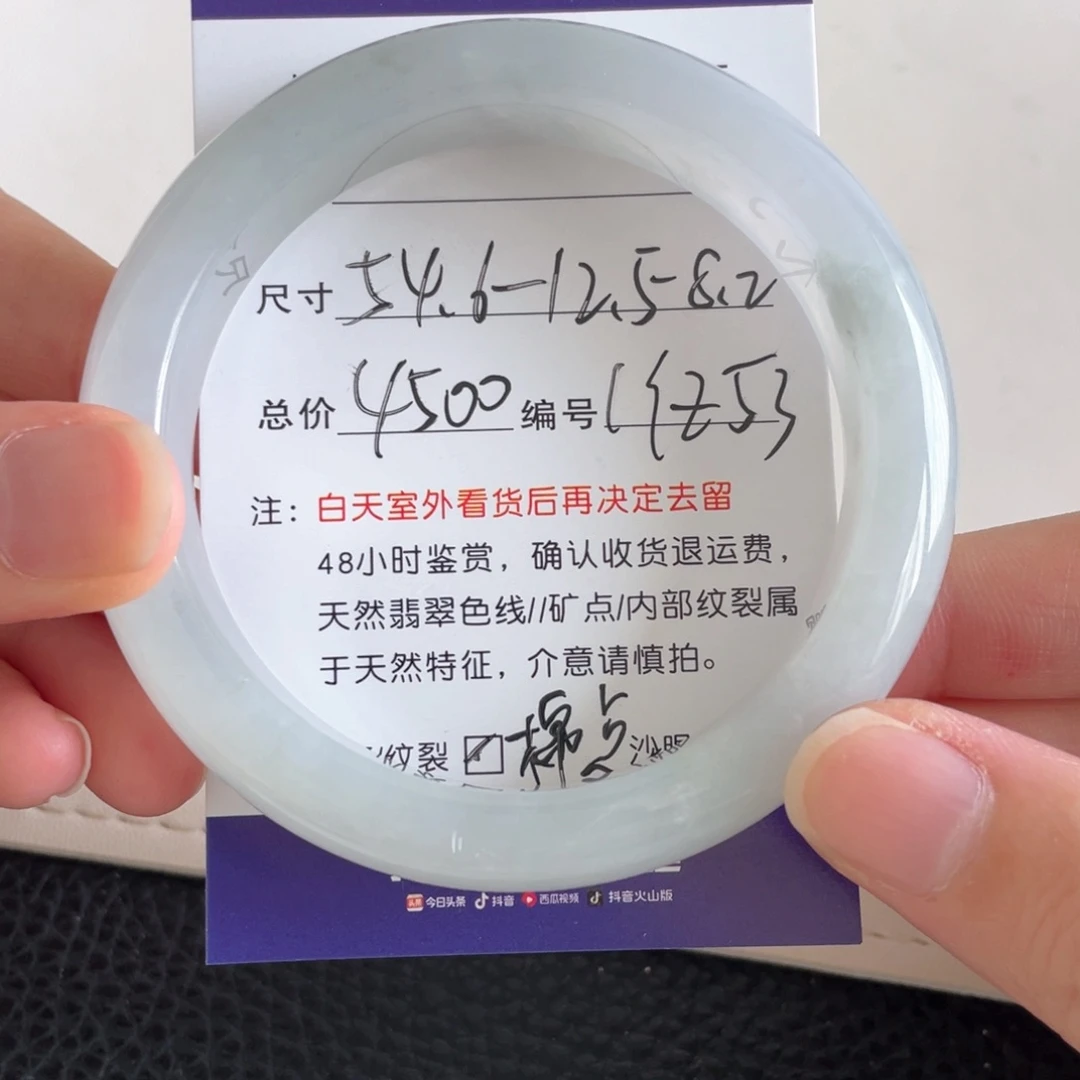 尺寸 54.6-12.5-8.2
总价 4500 编号
注：白天室外看货后再决定去留
48小时鉴赏，确认收货退运费，
天然翡翠色线//矿点/内部纹裂属
于天然特征，介意请慎拍。
纹裂 ☑ 棉点 沙眼
今日头条 抖音 西瓜视频 抖音火山版